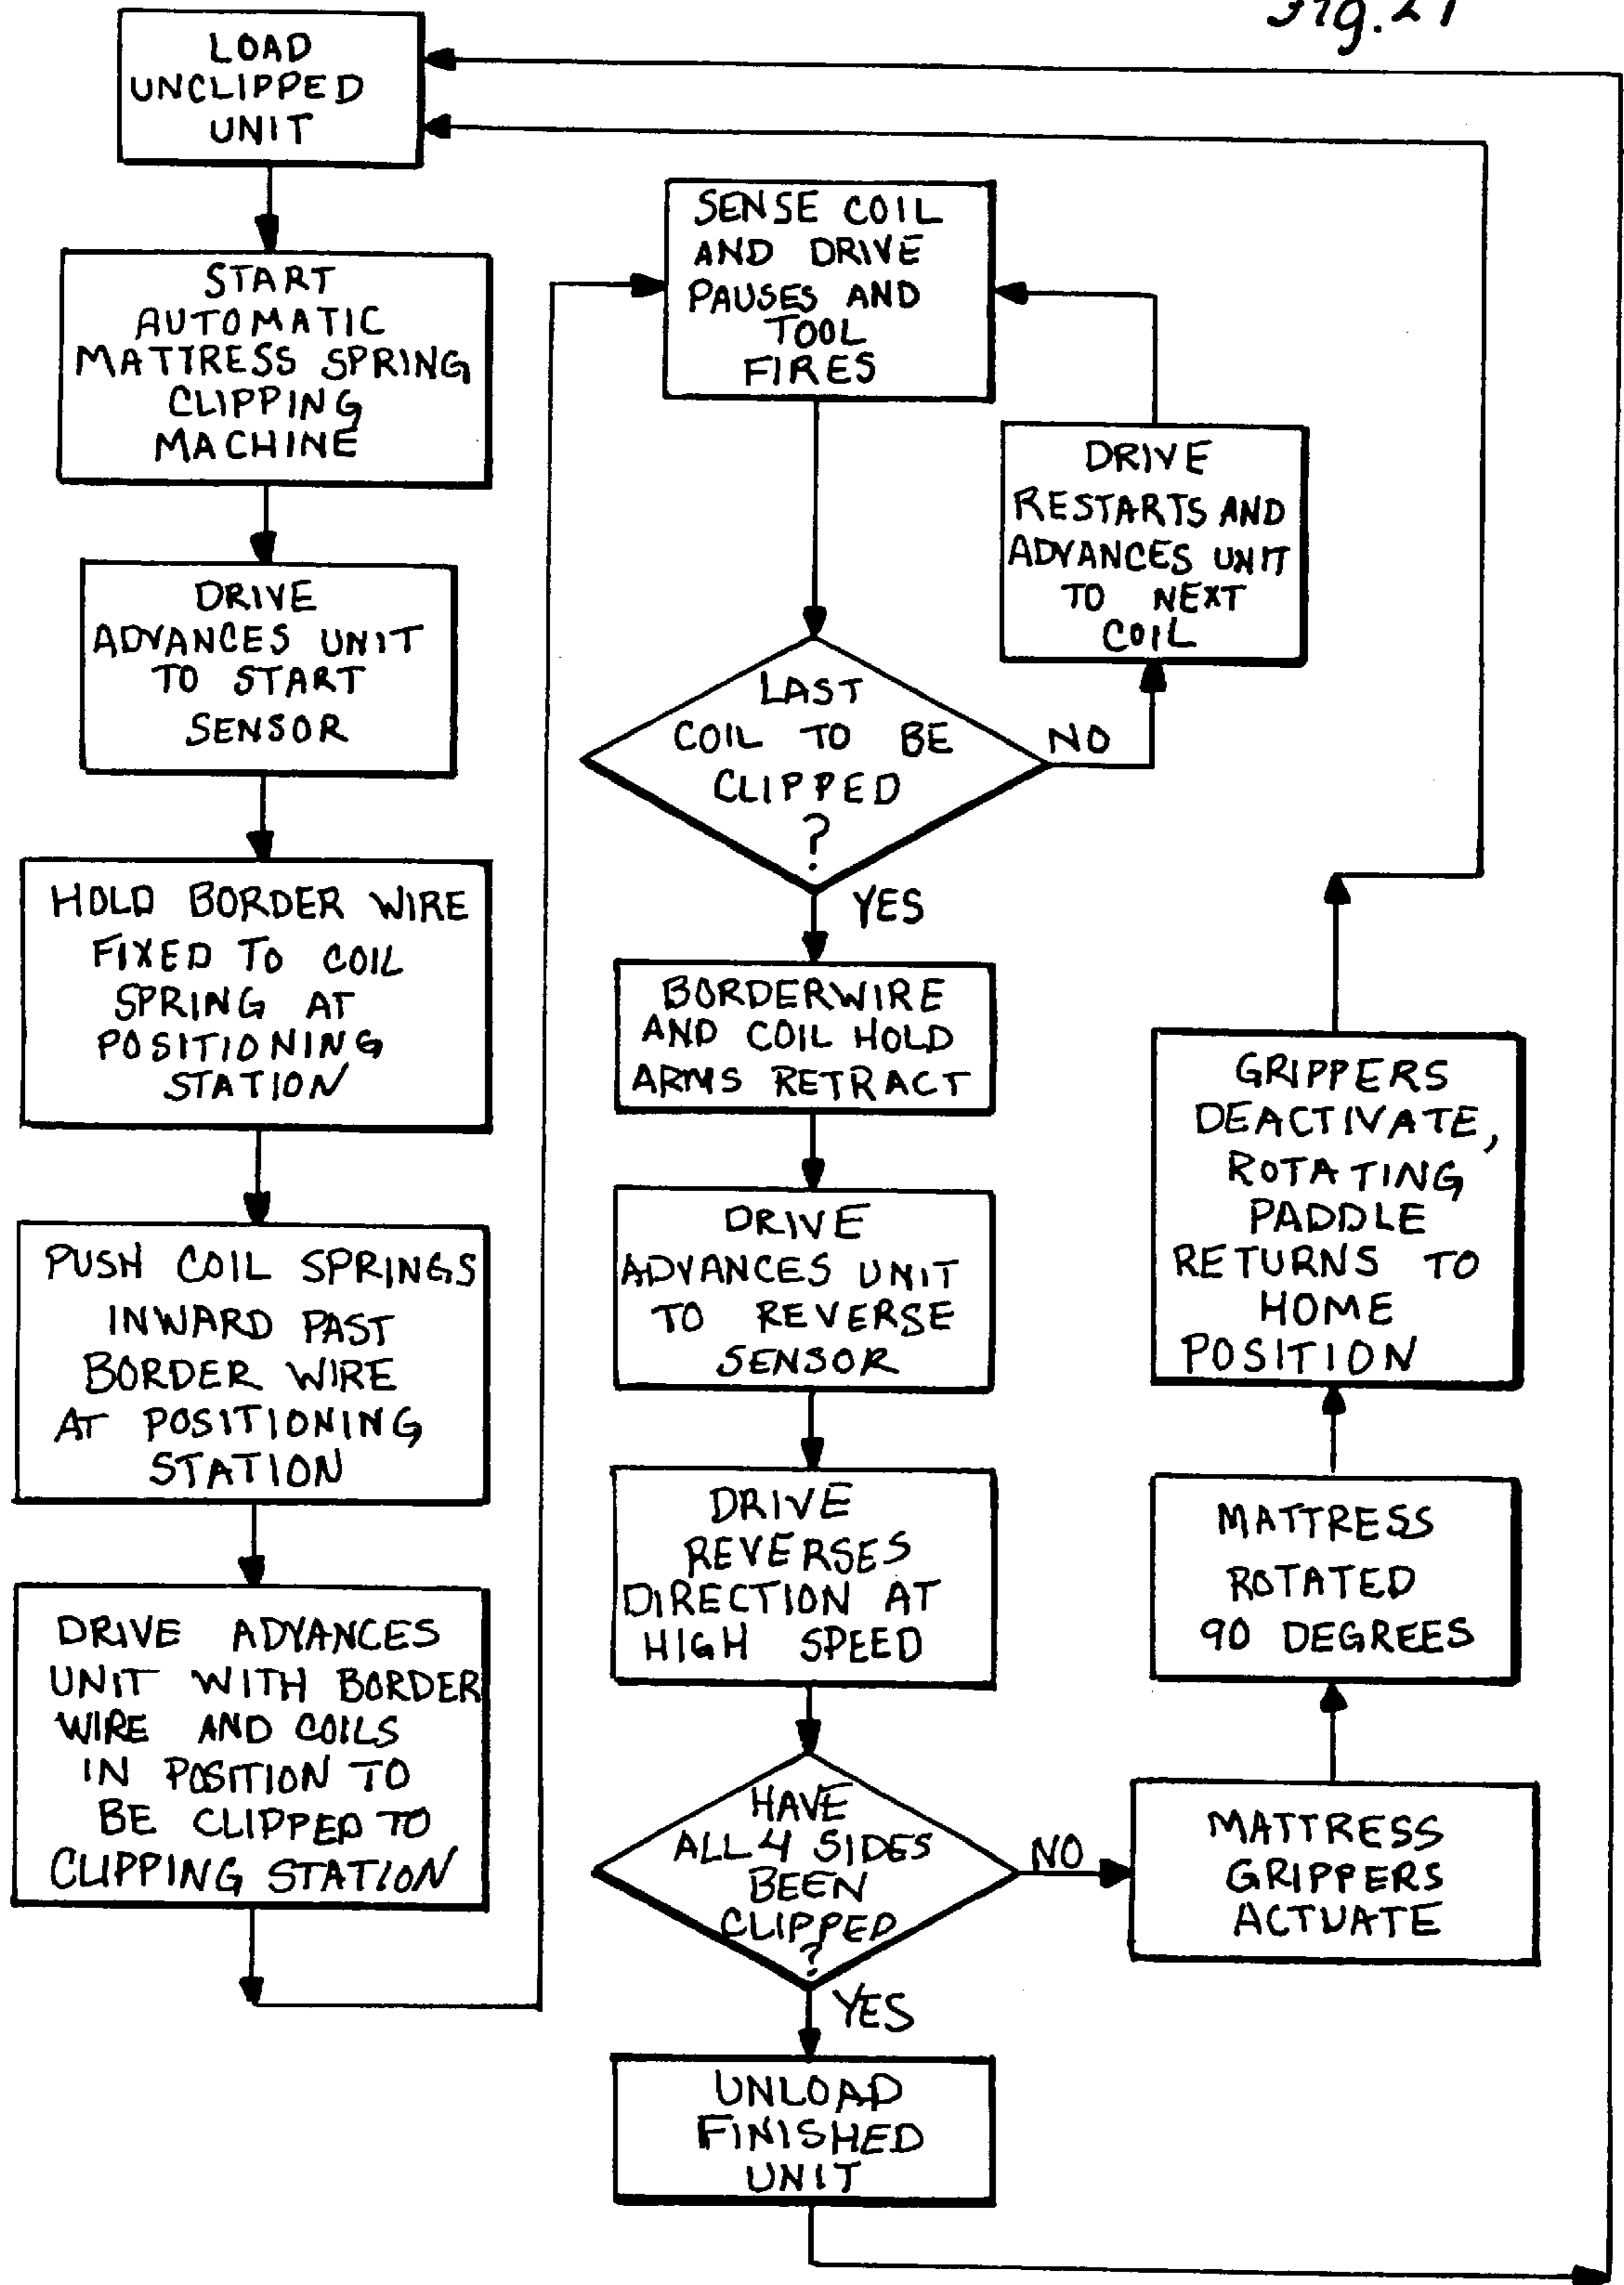 Fig. 21
LOAD
UNCLIPPED
UNIT
START
AUTOMATIC
MATTRESS SPRING
CLIPPING
MACHINE
DRIVE
ADVANCES UNIT
TO START
SENSOR
HOLD BORDER WIRE
FIXED TO COIL
SPRING AT
POSITIONING
STATION
PUSH COIL SPRINGS
INWARD PAST
BORDER WIRE
AT POSITIONING
STATION
DRIVE ADVANCES
UNIT WITH BORDER
WIRE AND COILS
IN POSITION TO
BE CLIPPED TO
CLIPPING STATION
SENSE COIL
AND DRIVE
PAUSES AND
TOOL
FIRES
DRIVE
RESTARTS AND
ADVANCES UNIT
TO NEXT
COIL
LAST
COIL TO BE
CLIPPED
?
NO
YES
BORDERWIRE
AND COIL HOLD
ARMS RETRACT
DRIVE
ADVANCES UNIT
TO REVERSE
SENSOR
DRIVE
REVERSES
DIRECTION AT
HIGH SPEED
HAVE
ALL 4 SIDES
BEEN
CLIPPED
?
NO
YES
UNLOAD
FINISHED
UNIT
MATTRESS
GRIPPERS
ACTUATE
MATTRESS
ROTATED
90 DEGREES
GRIPPERS
DEACTIVATE,
ROTATING
PADDLE
RETURNS TO
HOME
POSITION